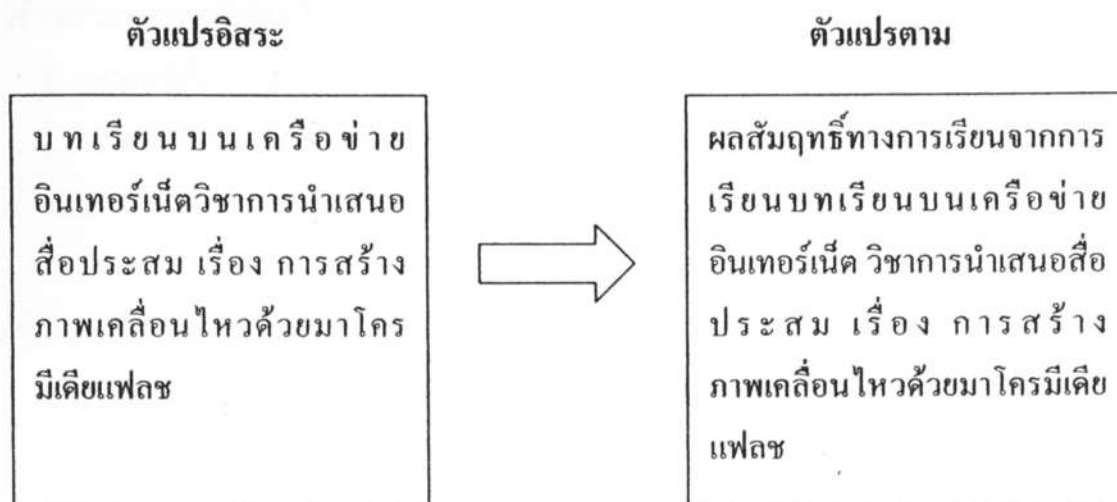 ตัวแปรอิสระ
บทเรียนบนเครือข่าย
อินเทอร์เน็ตวิชาการนำเสนอ
สื่อประสม เรื่อง การสร้าง
ภาพเคลื่อนไหวด้วยมาโคร
มีเดียแฟลช
ตัวแปรตาม
ผลสัมฤทธิ์ทางการเรียนจากการ
เรียนบทเรียนบนเครือข่าย
อินเทอร์เน็ต วิชาการนำเสนอสื่อ
ประสม เรื่อง การสร้าง
ภาพเคลื่อนไหวด้วยมาโครมีเดีย
แฟลช